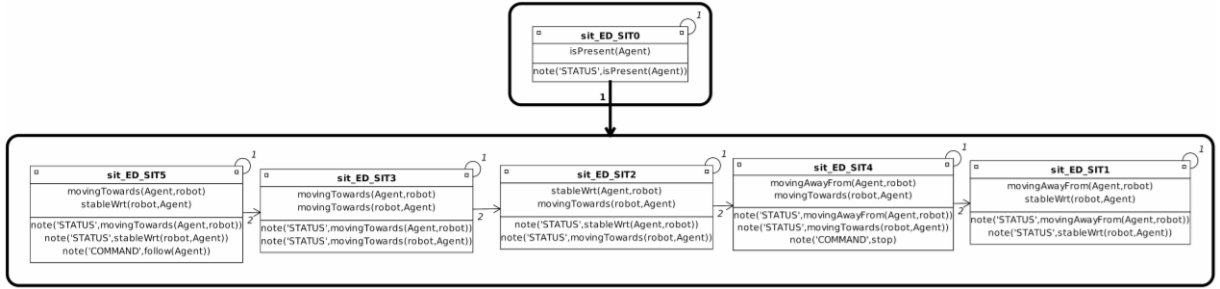 1
sit_ED_SIT0
isPresent(Agent)
note('STATUS',isPresent(Agent))
1
1
sit_ED_SIT5
movingTowards(Agent,robot)
stableWrt(robot,Agent)
note('STATUS',movingTowards(Agent,robot))
note('STATUS',stableWrt(robot,Agent))
note('COMMAND',follow(Agent))
2
1
sit_ED_SIT3
movingTowards(Agent,robot)
movingTowards(robot,Agent)
note('STATUS',movingTowards(Agent,robot))
note('STATUS',movingTowards(robot,Agent))
2
1
sit_ED_SIT2
stableWrt(Agent,robot)
movingTowards(robot,Agent)
note('STATUS',stableWrt(Agent,robot))
note('STATUS',movingTowards(robot,Agent))
2
1
sit_ED_SIT4
movingAwayFrom(Agent,robot)
movingTowards(robot,Agent)
note('STATUS',movingAwayFrom(Agent,robot))
note('STATUS',movingTowards(robot,Agent))
note('COMMAND',stop)
2
1
sit_ED_SIT1
movingAwayFrom(Agent,robot)
stableWrt(robot,Agent)
note('STATUS',movingAwayFrom(Agent,robot))
note('STATUS',stableWrt(robot,Agent))